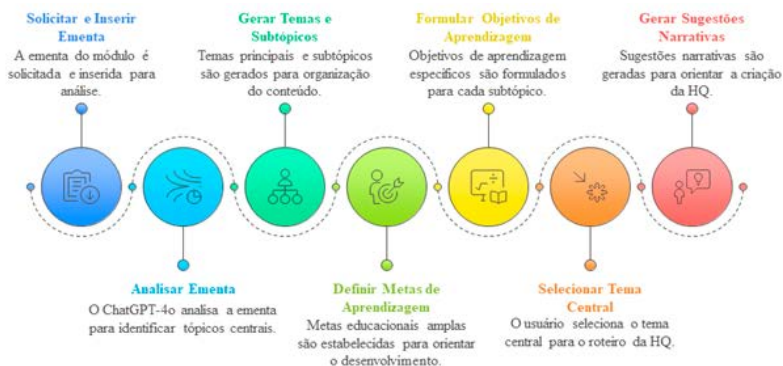 Solicitar e Inserir
Ementa
A ementa do módulo é
solicitada e inserida para
análise.
Gerar Temas e
Subtópicos
Temas principais e subtópicos
são gerados para organização
do conteúdo.
Formular Objetivos de
Aprendizagem
Objetivos de aprendizagem
específicos são formulados
para cada subtópico.
Gerar Sugestões
Narrativas
Sugestões narrativas são
geradas para orientar a criação
da HQ.
Analisar Ementa
O ChatGPT-4o analisa a ementa
para identificar tópicos centrais.
Definir Metas de
Aprendizagem
Metas educacionais amplas
são estabelecidas para orientar
o desenvolvimento.
Selecionar Tema
Central
O usuário seleciona o tema
central para o roteiro da HQ.